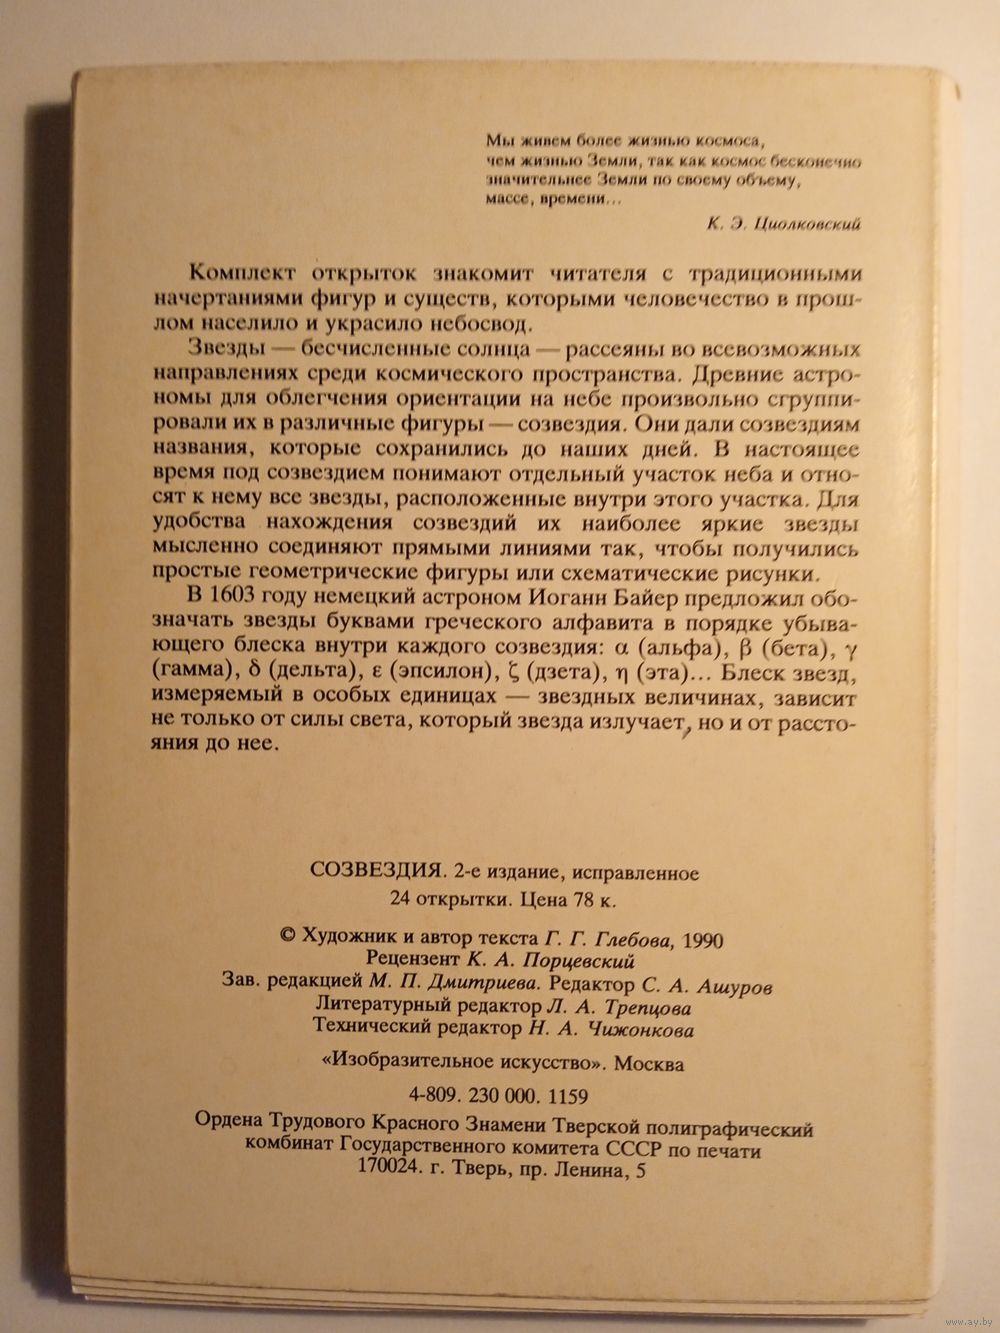 Мы живем более жизнью космоса,
чем жизнью Земли, так как космос бесконечно
значительнее Земли по своему объему,
массе, времени...
К. Э. Циолковский
Комплект открыток знакомит читателя с традиционными
начертаниями фигур и существ, которыми человечество в прош-
лом населило и украсило небосвод.
Звезды — бесчисленные солнца — рассеяны во всевозможных
направлениях среди космического пространства. Древние астро-
номы для облегчения ориентации на небе произвольно сгруппи-
ровали их в различные фигуры — созвездия. Они дали созвездиям
названия, которые сохранились до наших дней. В настоящее
время под созвездием понимают отдельный участок неба и отно-
сят к нему все звезды, расположенные внутри этого участка. Для
удобства нахождения созвездий их наиболее яркие звезды
мысленно соединяют прямыми линиями так, чтобы получились
простые геометрические фигуры или схематические рисунки.
В 1603 году немецкий астроном Иоганн Байер предложил обо-
значать звезды буквами греческого алфавита в порядке убыва-
ющего блеска внутри каждого созвездия: α (альфа), β (бета), γ
(гамма), δ (дельта), ε (эпсилон), ζ (дзета), η (эта)... Блеск звезд,
измеряемый в особых единицах — звездных величинах, зависит
не только от силы света, который звезда излучает, но и от рассто-
яния до нее.
СОЗВЕЗДИЯ. 2-е издание, исправленное
24 открытки. Цена 78 к.
© Художник и автор текста Г. Г. Глебова, 1990
Рецензент К. А. Порцевский
Зав. редакцией М. П. Дмитриева. Редактор С. А. Ашуров
Литературный редактор Л. А. Трепцова
Технический редактор Н. А. Чижонкова
«Изобразительное искусство». Москва
4-809. 230 000. 1159
Ордена Трудового Красного Знамени Тверской полиграфический
комбинат Государственного комитета СССР по печати
170024. г. Тверь, пр. Ленина, 5
www.ay.by